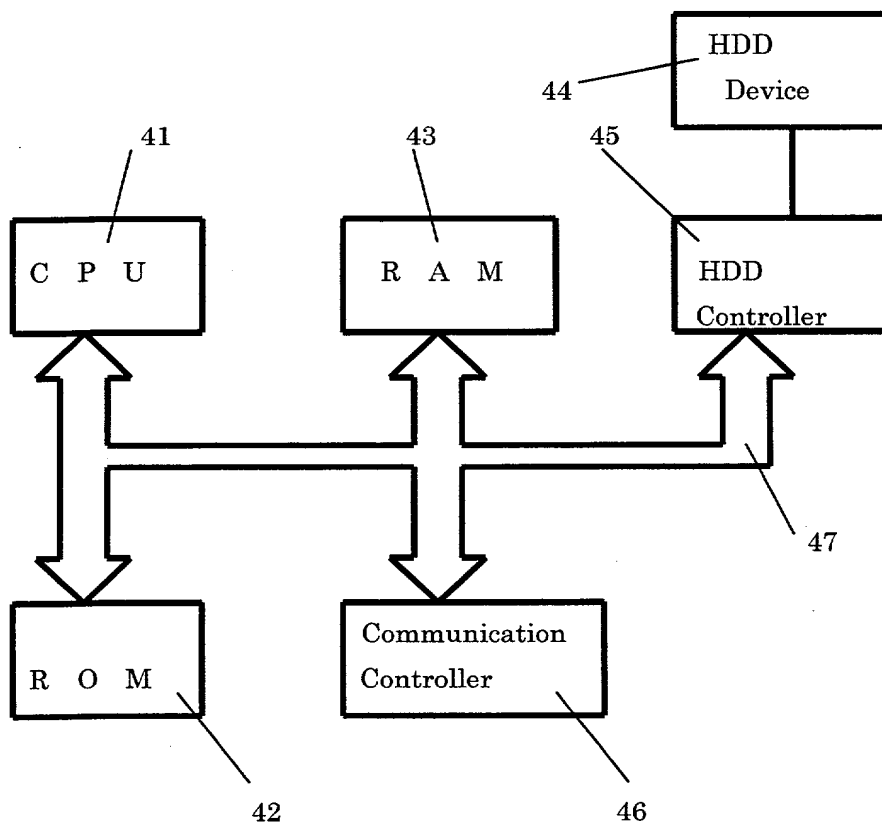 HDD
Device
44
41
43
45
C P U
R A M
HDD
Controller
47
R O M
Communication
Controller
42
46